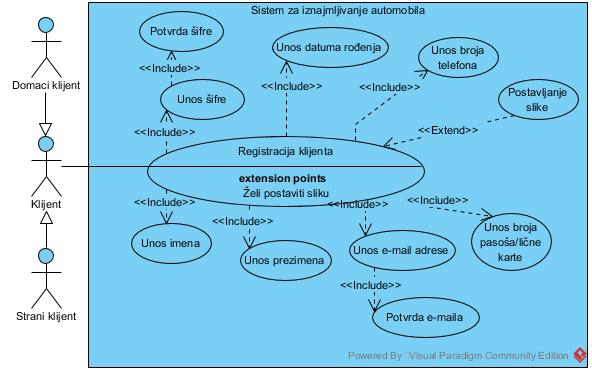 Sistem za iznajmljivanje automobila
Potvrda šifre
Unos datuma rođenja
Unos broja
telefona
<<Include>>
<<Include>>
<<Include>>
Domaci klijent
Unos šifre
Postavljanje
slike
<<Include>>
<<Extend>>
Registracija klijenta
extension points
Želi postaviti sliku
Klijent
<<Include>>
<<Include>>
<<Include>>
<<Include>>
Unos imena
Unos prezimena
Unos e-mail adrese
Unos broja
pasoša/lične
karte
<<Include>>
Strani klijent
Potvrda e-maila
Powered By Visual Paradigm Community Edition